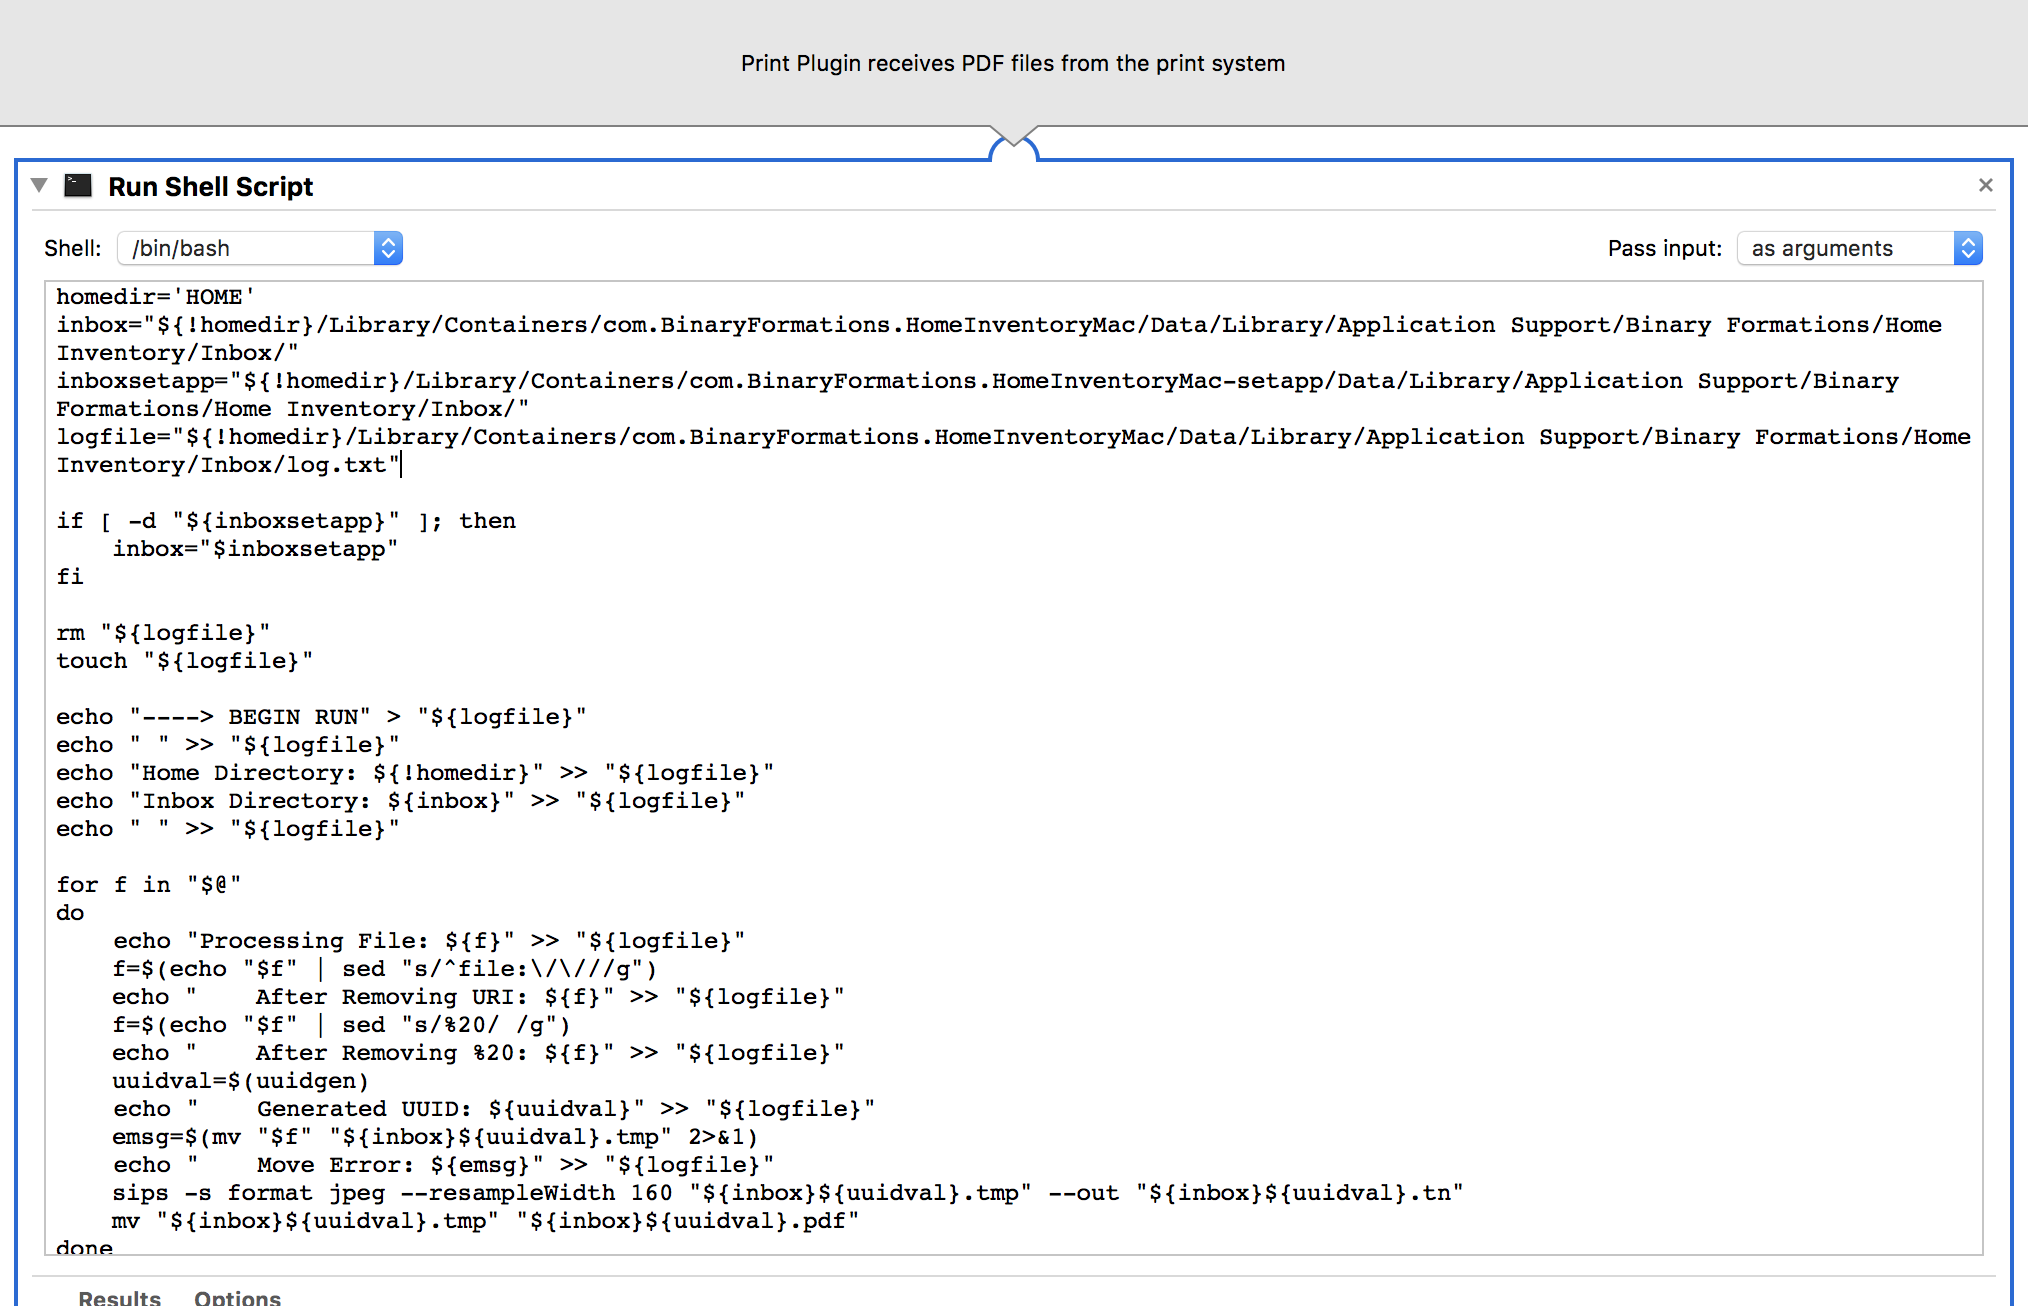 Print Plugin receives PDF files from the print system
Run Shell Script
Shell: /bin/bash
Pass input: as arguments
homedir='HOME'
inbox="${!homedir}/Library/Containers/com.BinaryFormations.HomeInventoryMac/Data/Library/Application Support/Binary Formations/Home
Inventory/Inbox/"
inboxsetapp="${!homedir}/Library/Containers/com.BinaryFormations.HomeInventoryMac-setapp/Data/Library/Application Support/Binary
Formations/Home Inventory/Inbox/"
logfile="${!homedir}/Library/Containers/com.BinaryFormations.HomeInventoryMac/Data/Library/Application Support/Binary Formations/Home
Inventory/Inbox/log.txt"
if [ -d "${inboxsetapp}" ]; then
    inbox="$inboxsetapp"
fi
rm "${logfile}"
touch "${logfile}"
echo "----> BEGIN RUN" > "${logfile}"
echo " " >> "${logfile}"
echo "Home Directory: ${!homedir}" >> "${logfile}"
echo "Inbox Directory: ${inbox}" >> "${logfile}"
echo " " >> "${logfile}"
for f in "$@"
do
    echo "Processing File: ${f}" >> "${logfile}"
    f=$(echo "$f" | sed "s/^file:\/\///g")
    echo "    After Removing URI: ${f}" >> "${logfile}"
    f=$(echo "$f" | sed "s/%20/ /g")
    echo "    After Removing %20: ${f}" >> "${logfile}"
    uuidval=$(uuidgen)
    echo "    Generated UUID: ${uuidval}" >> "${logfile}"
    emsg=$(mv "$f" "${inbox}${uuidval}.tmp" 2>&1)
    echo "    Move Error: ${emsg}" >> "${logfile}"
    sips -s format jpeg --resampleWidth 160 "${inbox}${uuidval}.tmp" --out "${inbox}${uuidval}.tn"
    mv "${inbox}${uuidval}.tmp" "${inbox}${uuidval}.pdf"
done
Results Options